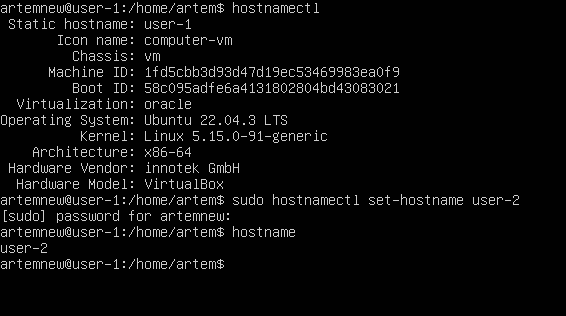 artemnew@user-1:/home/artem$ hostnamectl
Static hostname: user-1
Icon name: computer-vm
Chassis: vm
Machine ID: 1fd5cbb3d93d47d19ec53469983ea0f9
Boot ID: 58c095adfe6a4131802804bd43083021
Virtualization: oracle
Operating System: Ubuntu 22.04.3 LTS
Kernel: Linux 5.15.0-91-generic
Architecture: x86-64
Hardware Vendor: innotek GmbH
Hardware Model: VirtualBox
artemnew@user-1:/home/artem$ sudo hostnamectl set-hostname user-2
[sudo] password for artemnew:
artemnew@user-1:/home/artem$ hostname
user-2
artemnew@user-1:/home/artem$